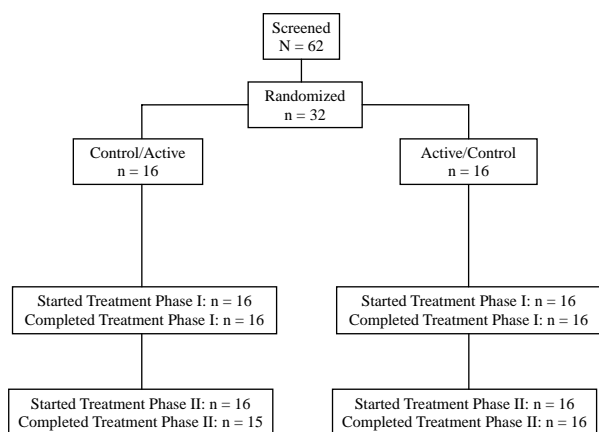 Screened
N = 62
Randomized
n = 32
Control/Active
n = 16
Active/Control
n = 16
Started Treatment Phase I: n = 16
Completed Treatment Phase I: n = 16
Started Treatment Phase I: n = 16
Completed Treatment Phase I: n = 16
Started Treatment Phase II: n = 16
Completed Treatment Phase II: n = 15
Started Treatment Phase II: n = 16
Completed Treatment Phase II: n = 16